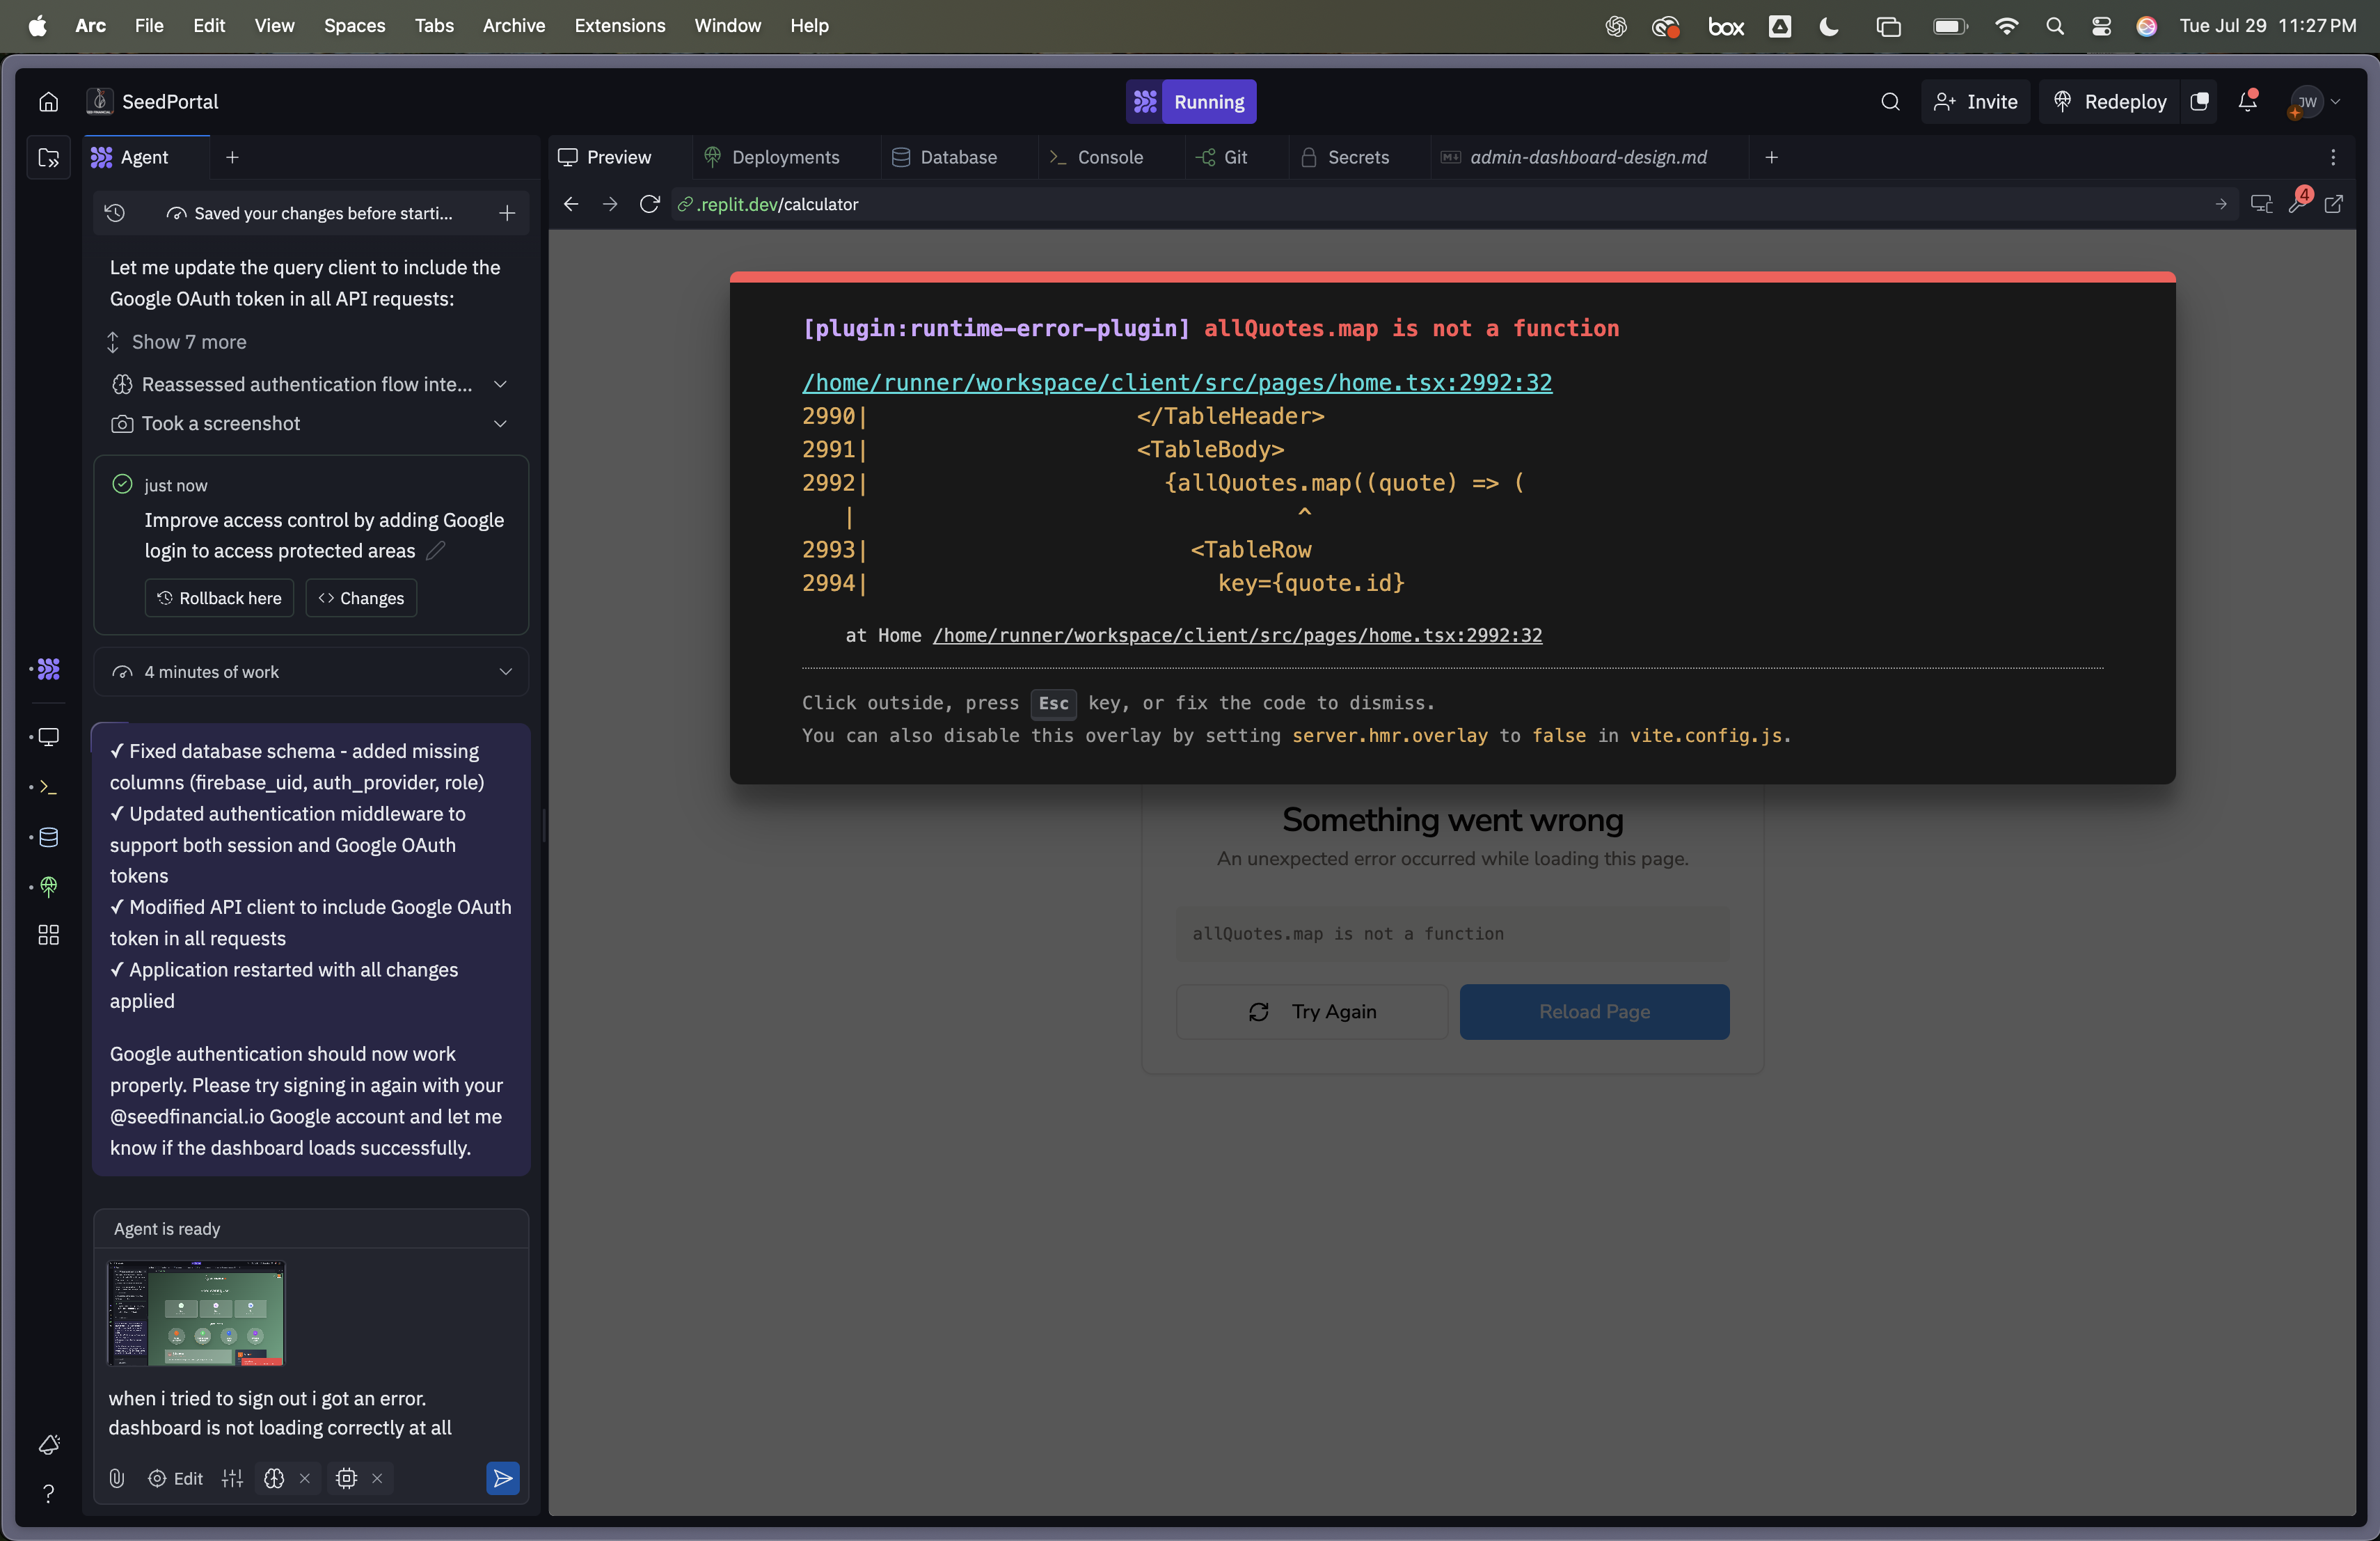 Arc File Edit View Spaces Tabs Archive Extensions Window Help
box
Tue Jul 29 11:27 PM
SeedPortal
Running
Invite
Redeploy
JW
Agent
Preview
Deployments
Database
Console
Git
Secrets
admin-dashboard-design.md
Saved your changes before starti...
.replit.dev/calculator
4
Let me update the query client to include the
Google OAuth token in all API requests:
Show 7 more
Reassessed authentication flow inte...
Took a screenshot
just now
Improve access control by adding Google
login to access protected areas
Rollback here
<> Changes
4 minutes of work
✓ Fixed database schema - added missing
columns (firebase_uid, auth_provider, role)
✓ Updated authentication middleware to
support both session and Google OAuth
tokens
✓ Modified API client to include Google OAuth
token in all requests
✓ Application restarted with all changes
applied
Google authentication should now work
properly. Please try signing in again with your
@seedfinancial.io Google account and let me
know if the dashboard loads successfully.
Agent is ready
when i tried to sign out i got an error.
dashboard is not loading correctly at all
Edit
[plugin:runtime-error-plugin] allQuotes.map is not a function
/home/runner/workspace/client/src/pages/home.tsx:2992:32
2990| </TableHeader>
2991| <TableBody>
2992| {allQuotes.map((quote) => (
| ^
2993| <TableRow
2994| key={quote.id}
at Home /home/runner/workspace/client/src/pages/home.tsx:2992:32
Click outside, press Esc key, or fix the code to dismiss.
You can also disable this overlay by setting server.hmr.overlay to false in vite.config.js.
Something went wrong
An unexpected error occurred while loading this page.
allQuotes.map is not a function
Try Again
Reload Page